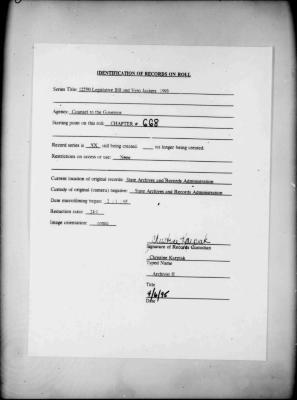 IDENTIFICATION OF RECORDS ON ROLL
Series Title: 12590 Legislative Bill and Veto Jackets, 1995
Agency: Counsel to the Governor
Starting point on this roll: CHAPTER # 668
Record series is XX still being created. no longer being created.
Restrictions on access or use: None
Current location of original records: State Archives and Records Administration
Custody of original (camera) negative: State Archives and Records Administration
Date microfilming began:
Reduction ratio: 24:1
Image orientation: comic
Christine Karpiak
Signature of Records Custodian
Christine Karpiak
Typed Name
Archivist II
Title
Date